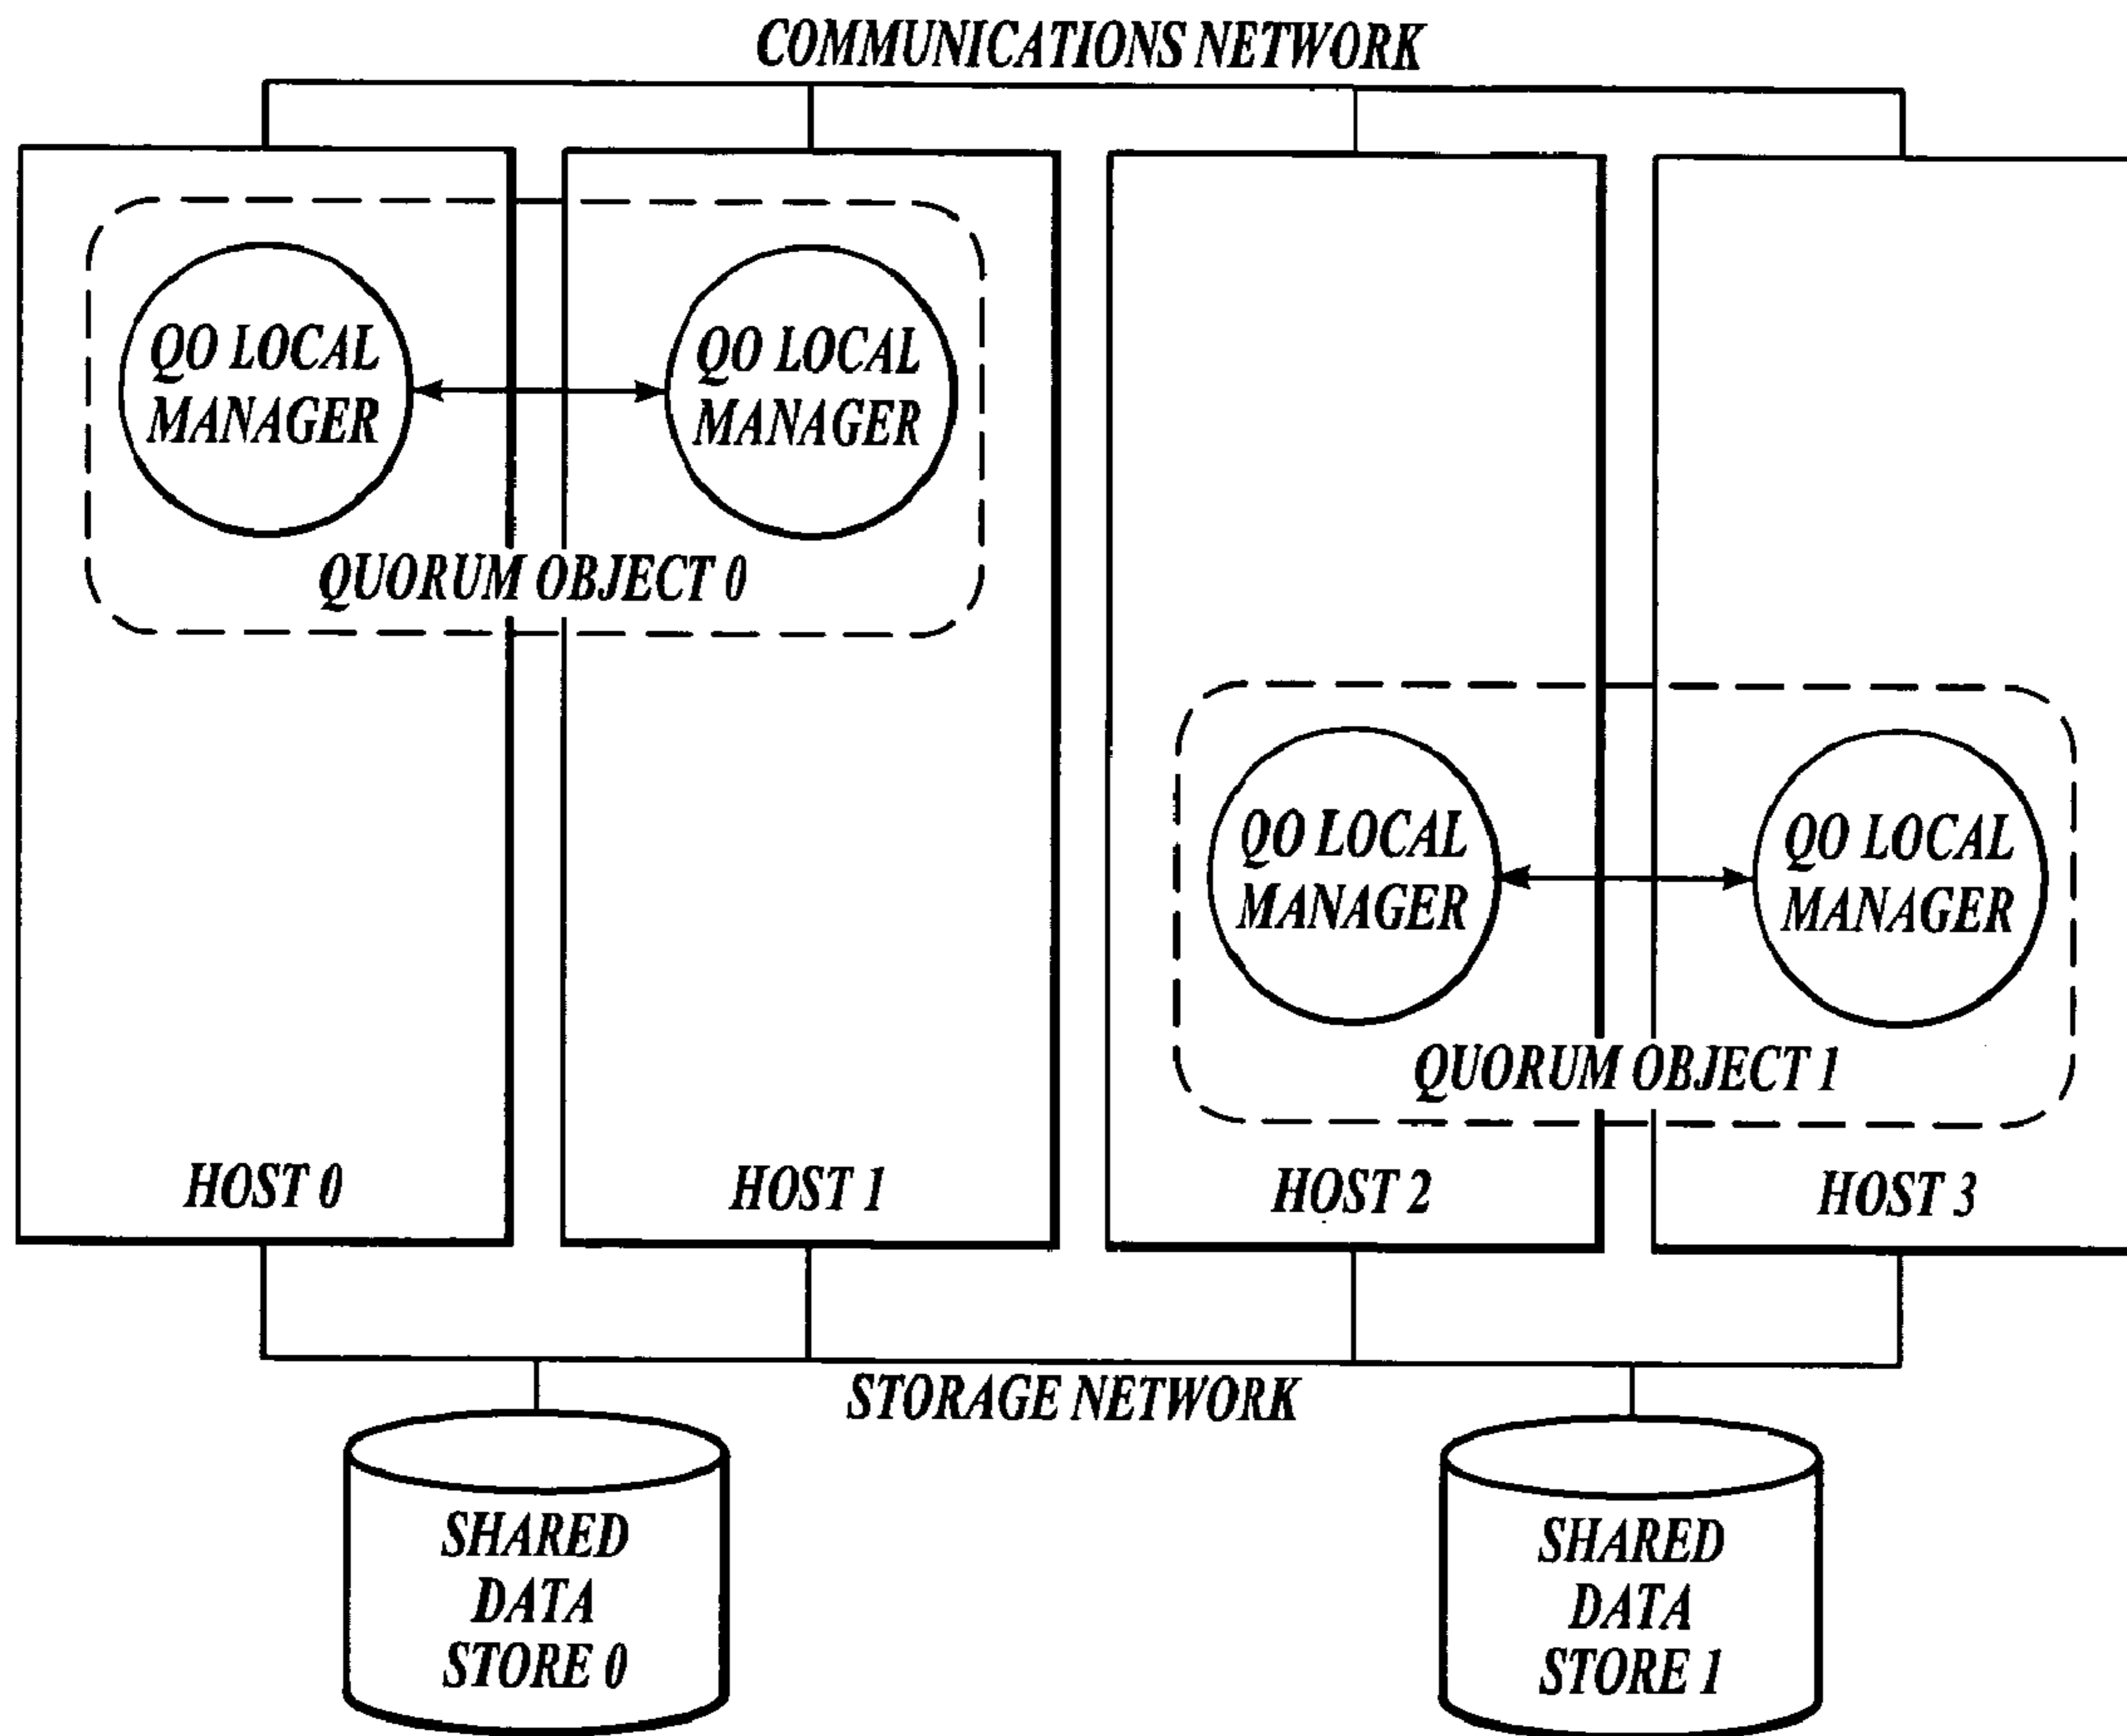 COMMUNICATIONS NETWORK
QO LOCAL
MANAGER
QO LOCAL
MANAGER
QUORUM OBJECT 0
QO LOCAL
MANAGER
QO LOCAL
MANAGER
QUORUM OBJECT 1
HOST 0
HOST 1
HOST 2
HOST 3
STORAGE NETWORK
SHARED
DATA
STORE 0
SHARED
DATA
STORE 1